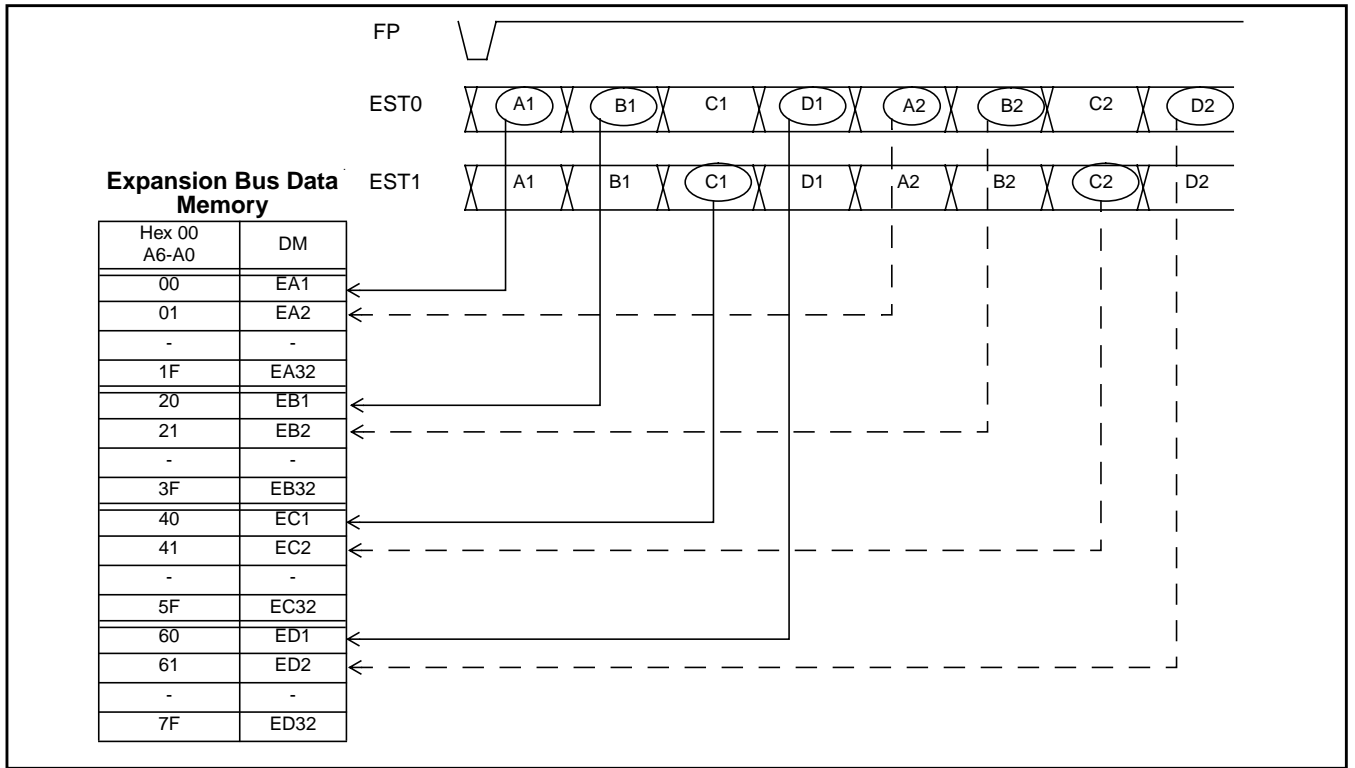 FP
EST0 A1 B1 C1 D1 A2 B2 C2 D2
EST1 A1 B1 C1 D1 A2 B2 C2 D2
Expansion Bus Data
Memory
Hex 00
A6-A0 DM
00 EA1
01 EA2
- -
1F EA32
20 EB1
21 EB2
- -
3F EB32
40 EC1
41 EC2
- -
5F EC32
60 ED1
61 ED2
- -
7F ED32